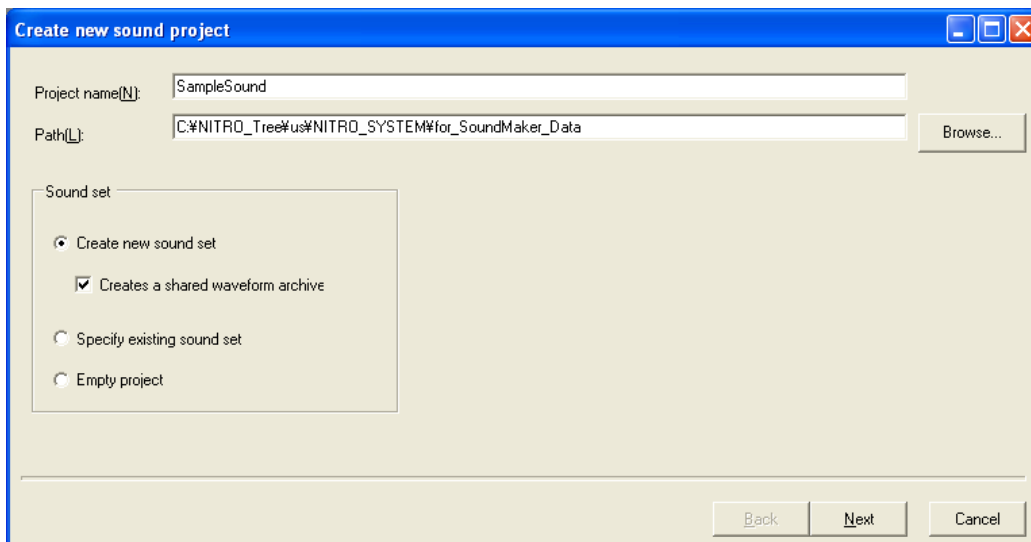 Create new sound project
Project name(N): SampleSound
Path(L): C:¥NITRO_Tree¥us¥NITRO_SYSTEM¥for_SoundMaker_Data Browse...
Sound set
Create new sound set
Creates a shared waveform archive
Specify existing sound set
Empty project
Back Next Cancel